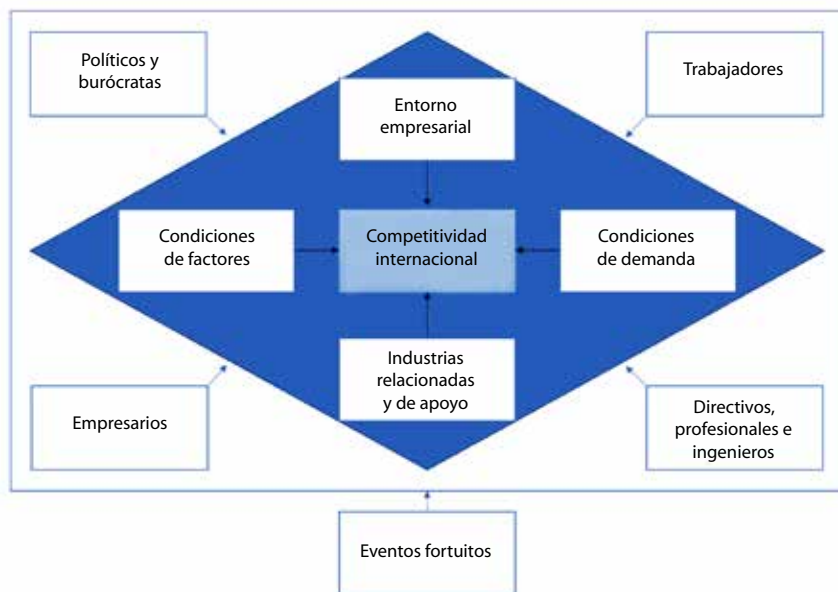 Políticos y
burócratas
Trabajadores
Entorno
empresarial
Condiciones
de factores
Competitividad
internacional
Condiciones
de demanda
Industrias
relacionadas
y de apoyo
Empresarios
Directivos,
profesionales e
ingenieros
Eventos fortuitos